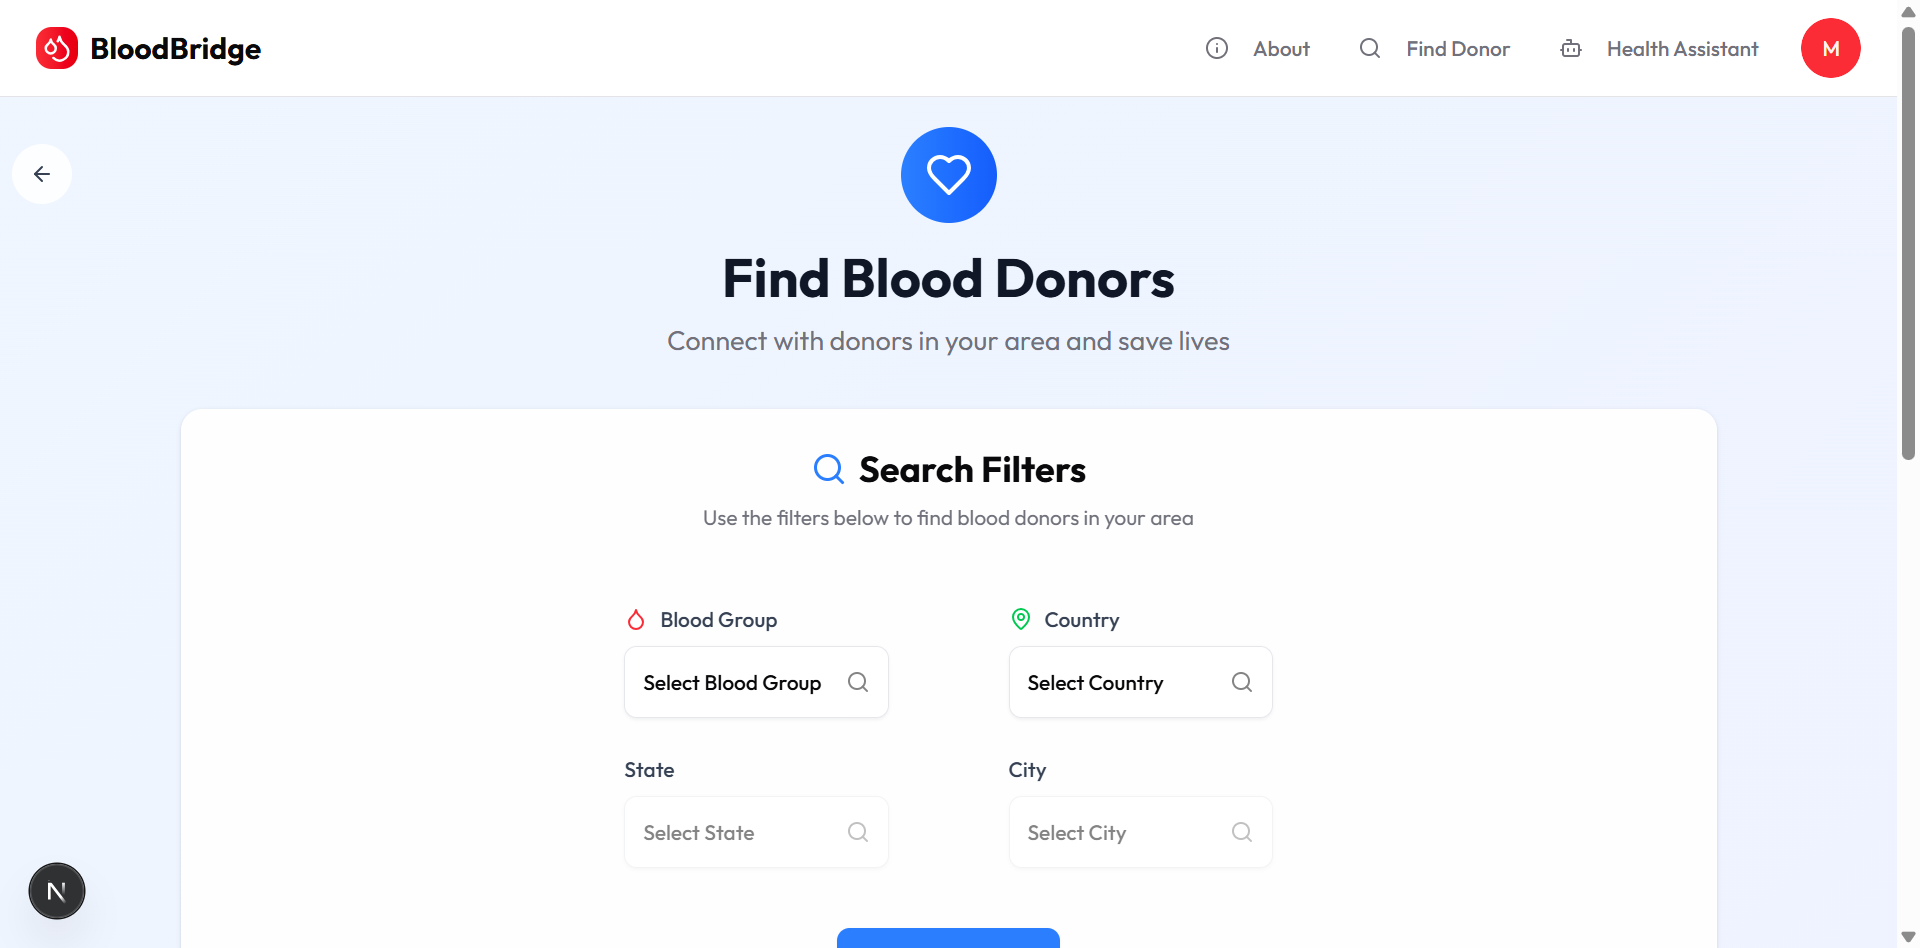 BloodBridge
About
Find Donor
Health Assistant
M
Find Blood Donors
Connect with donors in your area and save lives
Search Filters
Use the filters below to find blood donors in your area
Blood Group
Country
Select Blood Group
Select Country
State
City
Select State
Select City
N